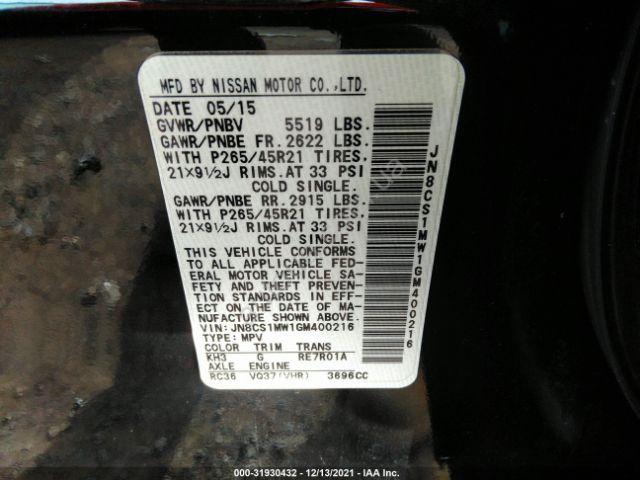 MFD BY NISSAN MOTOR CO.,LTD.
DATE 05/15
GVWR/PNBV 5519 LBS.
GAWR/PNBE FR. 2622 LBS.
WITH P265/45R21 TIRES.
21×9½J RIMS. AT 33 PSI
COLD SINGLE.
GAWR/PNBE RR. 2915 LBS.
WITH P265/45R21 TIRES.
21×9½J RIMS. AT 33 PSI
COLD SINGLE.
THIS VEHICLE CONFORMS
TO ALL APPLICABLE FED-
ERAL MOTOR VEHICLE SA-
FETY AND THEFT PREVEN-
TION STANDARDS IN EFF-
ECT ON THE DATE OF MA-
NUFACTURE SHOWN ABOVE.
VIN: JN8CS1MW1GM400216
TYPE: MPV
COLOR TRIM TRANS
KH3 G RE7R01A
AXLE ENGINE
RC36 VQ37(VHR) 3696CC
JN8CS1MW1GM400216
000-31930432 - 12/13/2021 - IAA Inc.